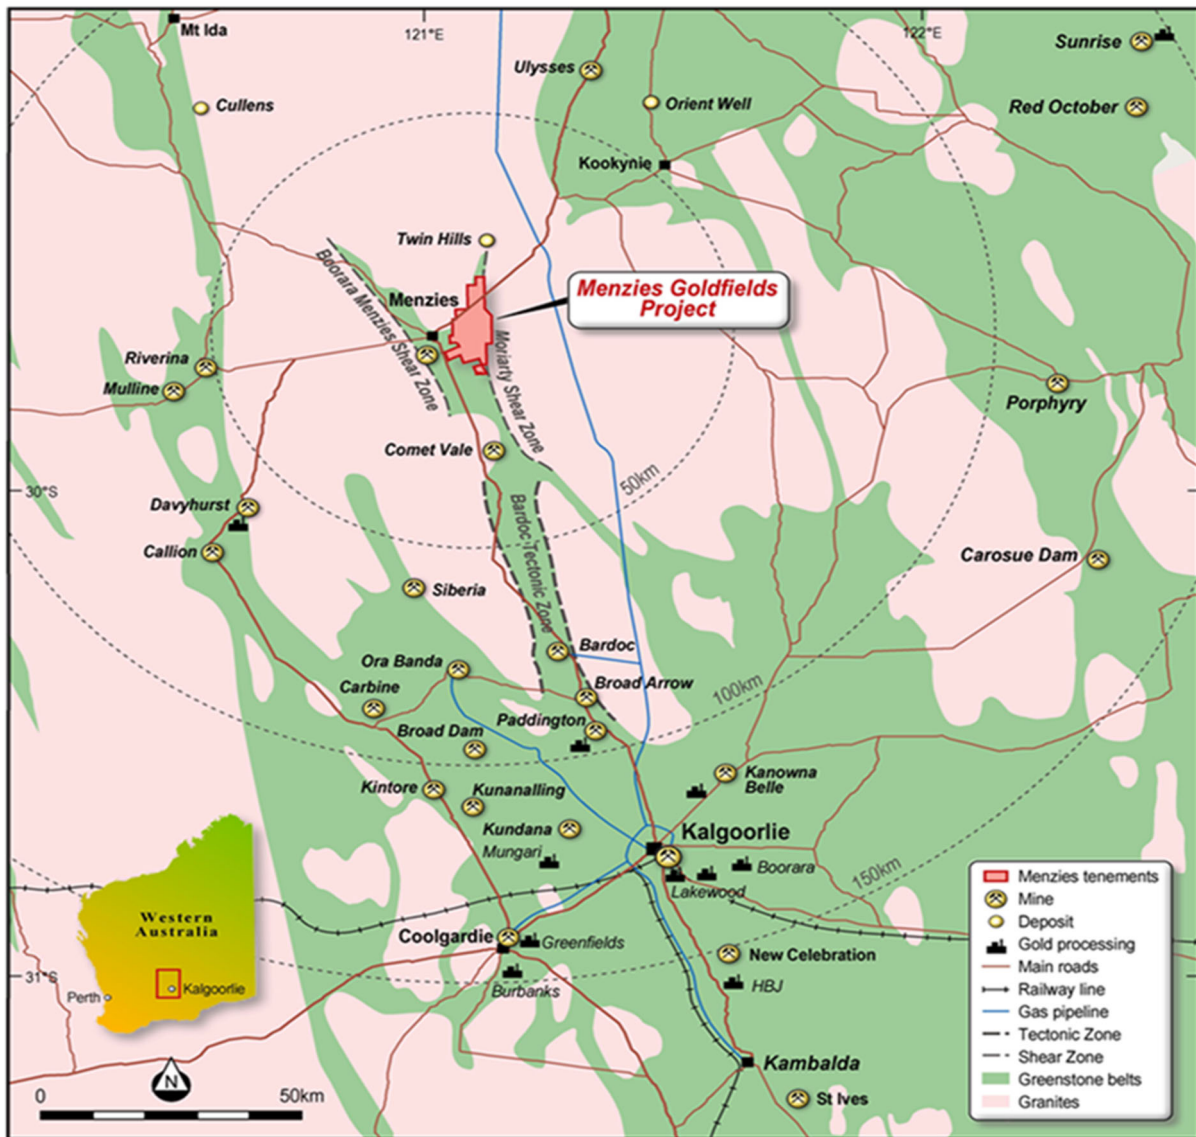 Mt Ida
121°E
122°E
Sunrise
Ulysses
Cullens
Orient Well
Red October
Kookynie
Twin Hills
Boorara Menzies Shear Zone
Menzies
Menzies Goldfields
Project
Moriarty Shear Zone
Riverina
Mulline
Porphyry
Comet Vale
50km
30°S
Davyhurst
Bardoc Tectonic Zone
Callion
Carosue Dam
Siberia
Bardoc
Ora Banda
Broad Arrow
Carbine
100km
Paddington
Broad Dam
Kanowna
Belle
Kintore
Kunanalling
Kundana
Kalgoorlie
Mungari
Boorara
150km
Lakewood
Coolgardie
Greenfields
New Celebration
31°S
Burbanks
HBJ
Kambalda
St Ives
Western
Australia
Perth
Kalgoorlie
N
0
50km
Menzies tenements
Mine
Deposit
Gold processing
Main roads
Railway line
Gas pipeline
Tectonic Zone
Shear Zone
Greenstone belts
Granites